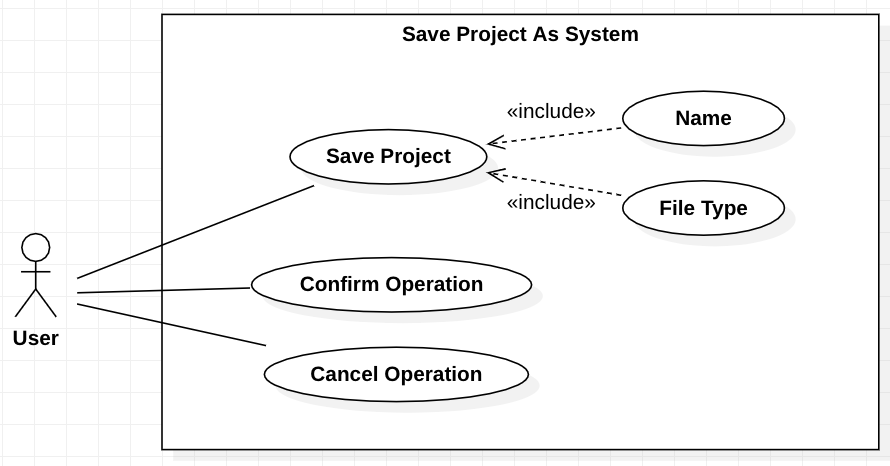 Save Project As System
«include»
Name
Save Project
«include»
File Type
Confirm Operation
User
Cancel Operation